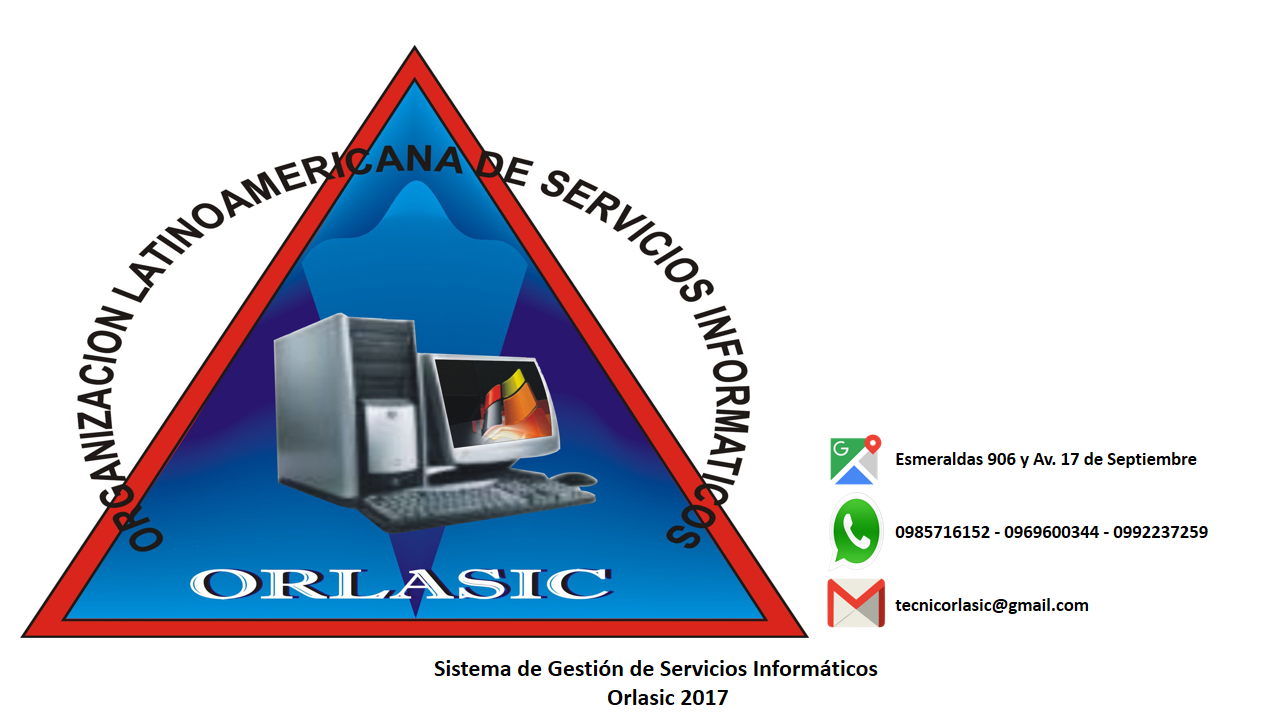 ORGANIZACION LATINOAMERICANA DE SERVICIOS INFORMATICOS
ORLASIC
Esmeraldas 906 y Av. 17 de Septiembre
0985716152 - 0969600344 - 0992237259
tecnicorlasic@gmail.com
Sistema de Gestión de Servicios Informáticos
Orlasic 2017